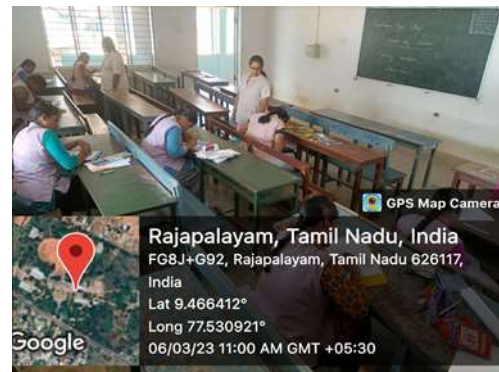 GPS Map Camera
Rajapalayam, Tamil Nadu, India
FG8J+G92, Rajapalayam, Tamil Nadu 626117,
India
Lat 9.466412°
Long 77.530921°
06/03/23 11:00 AM GMT +05:30
Google